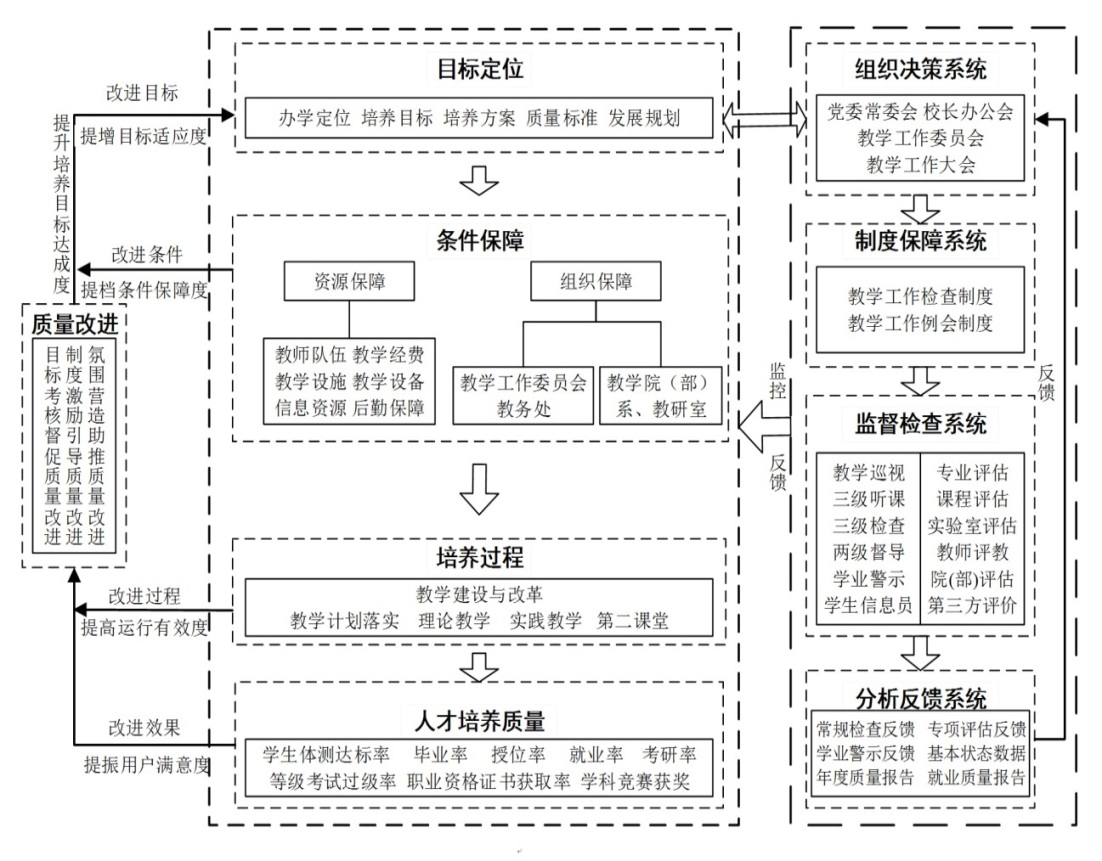 改进目标
提增目标适应度
提升培养目标达成度
改进条件
提档条件保障度
质量改进
目标考核督促质量改进
制度激励引导质量改进
氛围营造助推质量改进
改进过程
提高运行有效度
改进效果
提振用户满意度
目标定位
办学定位 培养目标 培养方案 质量标准 发展规划
条件保障
资源保障
教师队伍 教学经费
教学设施 教学设备
信息资源 后勤保障
组织保障
教学工作委员会
教务处
教学院（部）
系、教研室
培养过程
教学建设与改革
教学计划落实 理论教学 实践教学 第二课堂
人才培养质量
学生体测达标率 毕业率 授位率 就业率 考研率
等级考试过级率 职业资格证书获取率 学科竞赛获奖
监控
反馈
组织决策系统
党委常委会 校长办公会
教学工作委员会
教学工作大会
制度保障系统
教学工作检查制度
教学工作例会制度
监督检查系统
教学巡视
三级听课
三级检查
两级督导
学业警示
学生信息员
专业评估
课程评估
实验室评估
教师评教
院(部)评估
第三方评价
分析反馈系统
常规检查反馈 专项评估反馈
学业警示反馈 基本状态数据
年度质量报告 就业质量报告
反馈